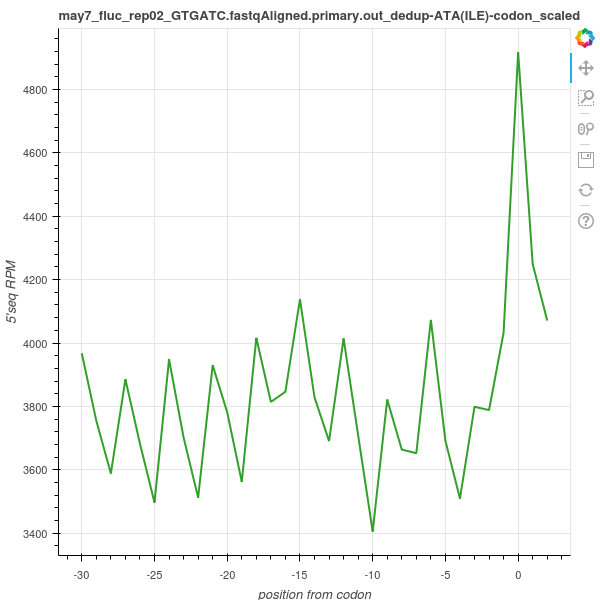 may7_fluc_rep02_GTGATC.fastqAligned.primary.out_dedup-ATA(ILE)-codon_scaled
4800
4600
4400
4200
4000
3800
3600
3400
5'seq RPM
-30 -25 -20 -15 -10 -5 0
position from codon